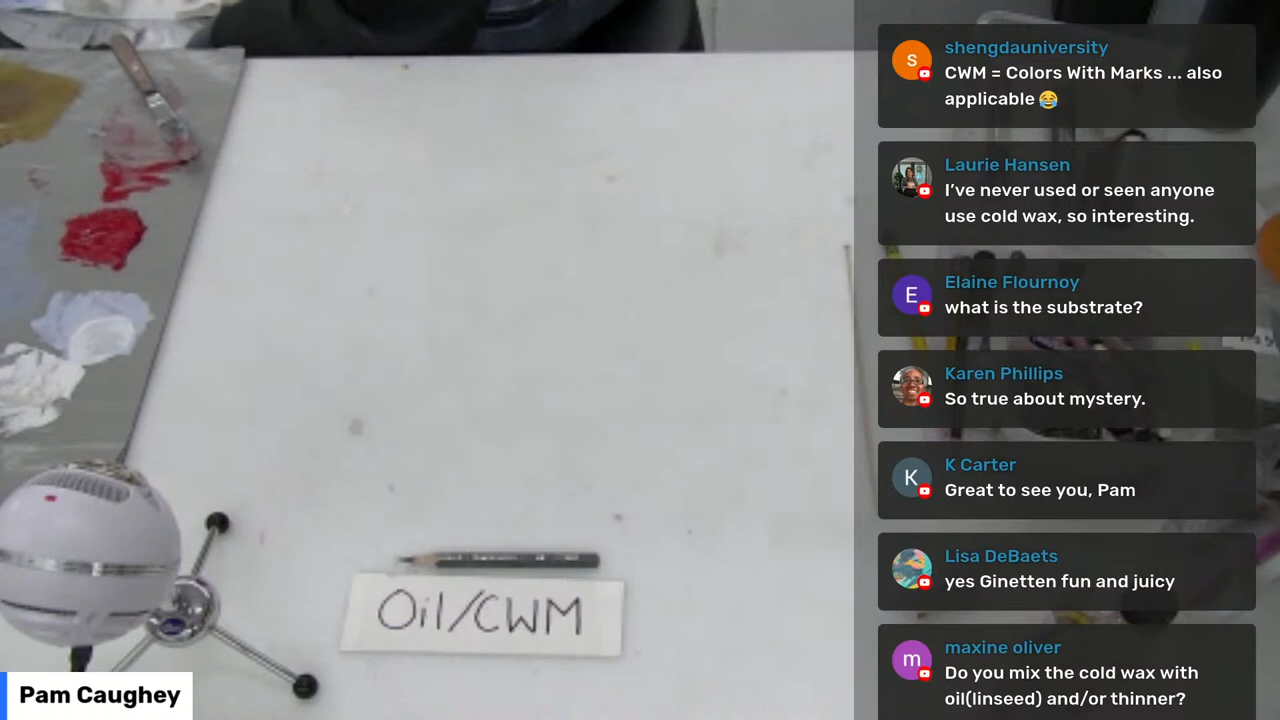 Oil/CWM
Pam Caughey
shengdauniversity
CWM = Colors With Marks ... also
applicable 😂
Laurie Hansen
I’ve never used or seen anyone
use cold wax, so interesting.
Elaine Flournoy
what is the substrate?
Karen Phillips
So true about mystery.
K Carter
Great to see you, Pam
Lisa DeBaets
yes Ginetten fun and juicy
maxine oliver
Do you mix the cold wax with
oil(linseed) and/or thinner?